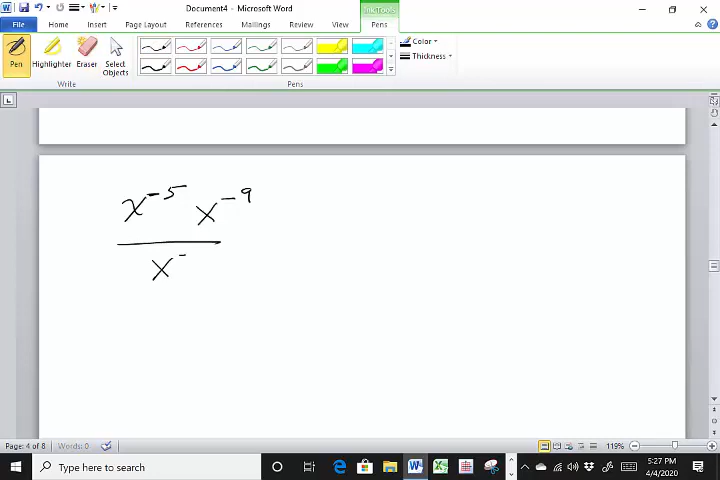 Document4 - Microsoft Word
Ink Tools
File Home Insert Page Layout References Mailings Review View Pens
Color
Thickness
Pen Highlighter Eraser Select Objects
Write Pens
x⁻⁵ x⁻⁹
x⁻
Page: 4 of 8 Words: 0 119%
Type here to search
5:27 PM
4/4/2020